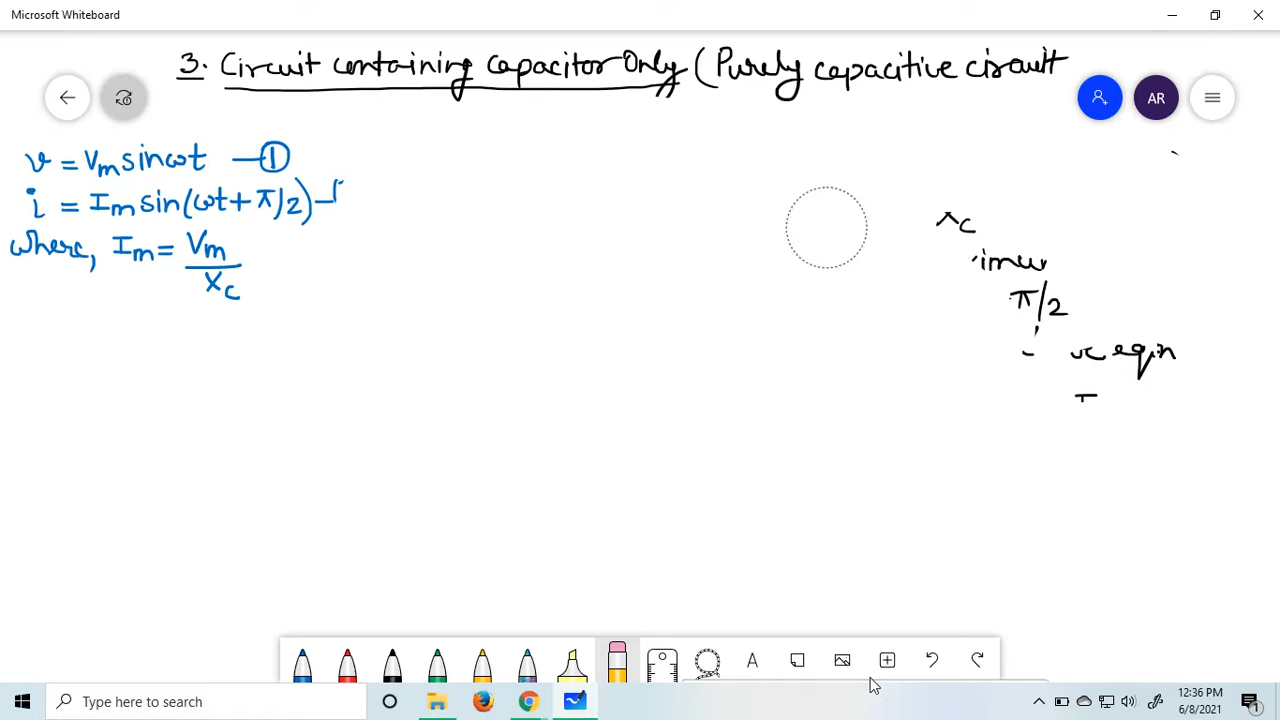 Microsoft Whiteboard
3. Circuit containing capacitor Only (Purely capacitive circuit
AR
v = Vm sinωt —①
i = Im sin(ωt + π/2) –
where, Im = Vm
Xc
π/2
Type here to search
A
12:36 PM
6/8/2021